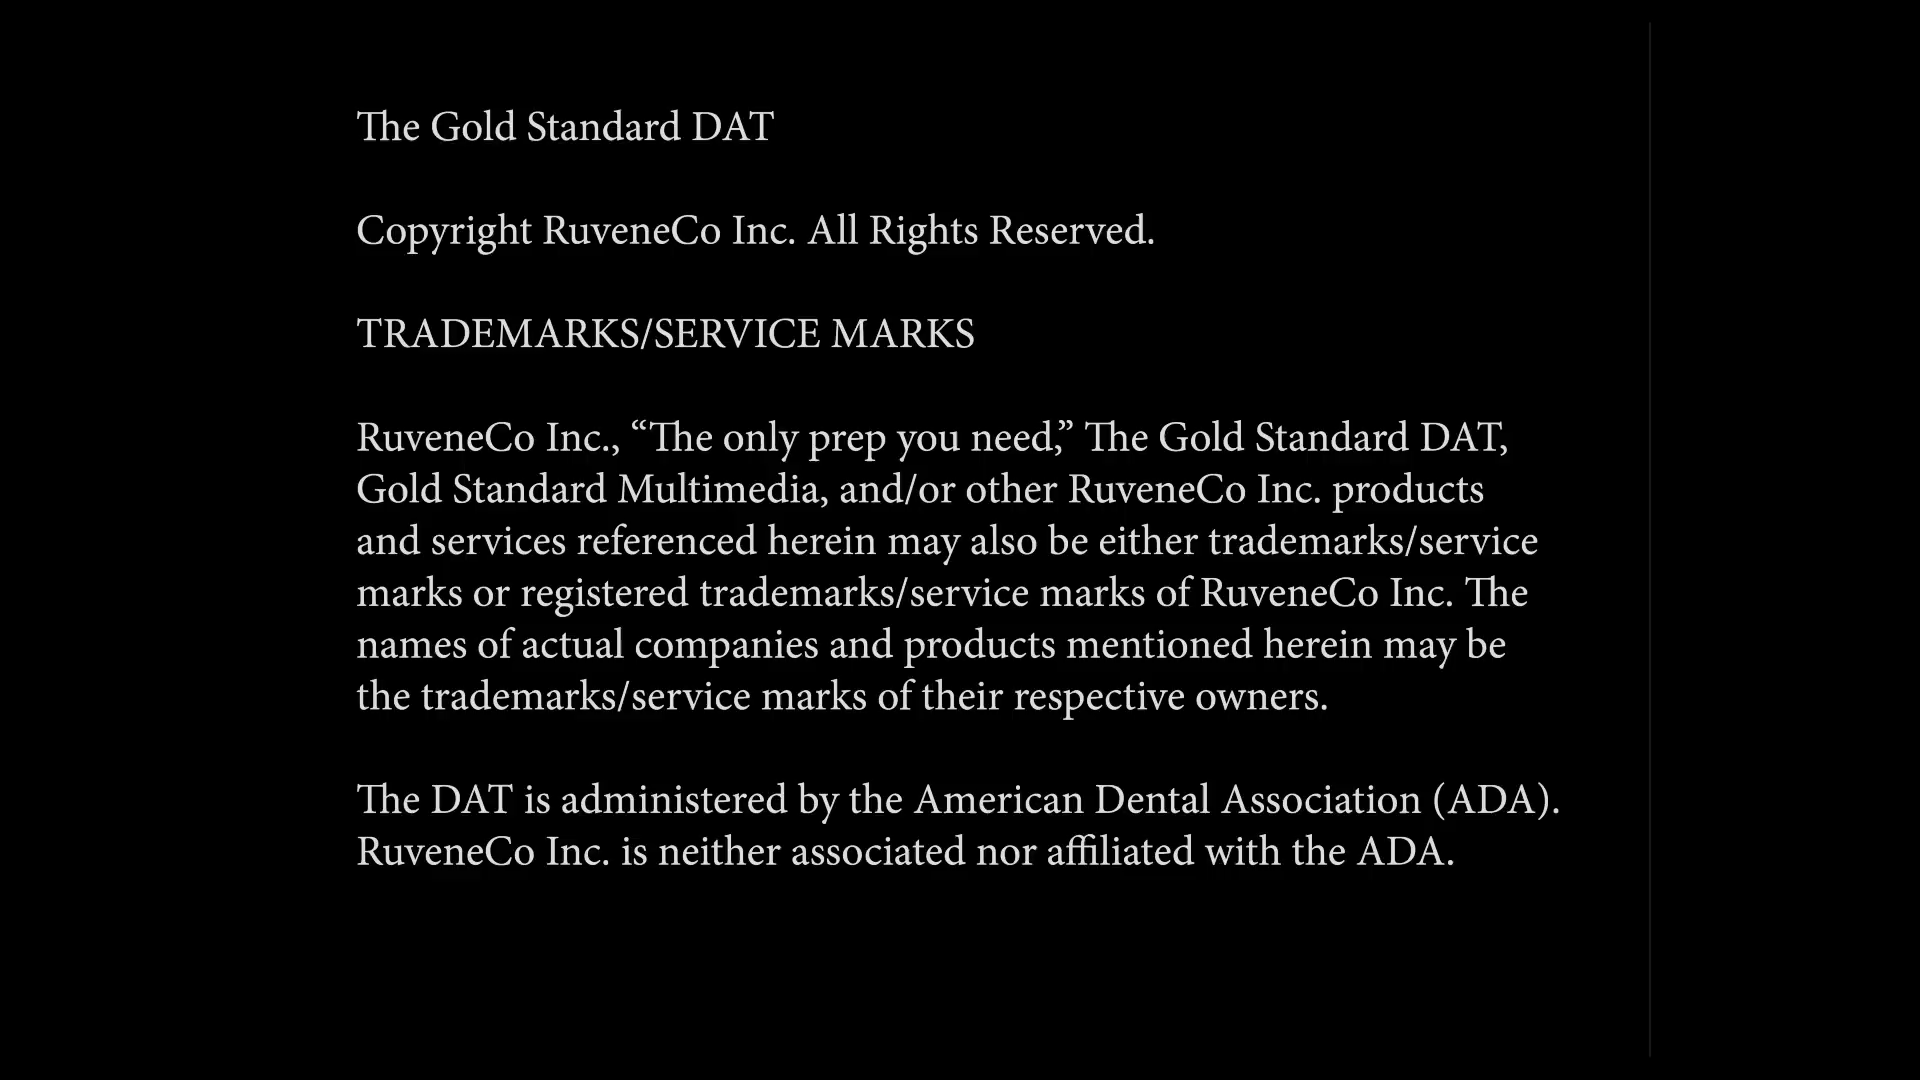 The Gold Standard DAT
Copyright RuveneCo Inc. All Rights Reserved.
TRADEMARKS/SERVICE MARKS
RuveneCo Inc., “The only prep you need,” The Gold Standard DAT,
Gold Standard Multimedia, and/or other RuveneCo Inc. products
and services referenced herein may also be either trademarks/service
marks or registered trademarks/service marks of RuveneCo Inc. The
names of actual companies and products mentioned herein may be
the trademarks/service marks of their respective owners.
The DAT is administered by the American Dental Association (ADA).
RuveneCo Inc. is neither associated nor affiliated with the ADA.